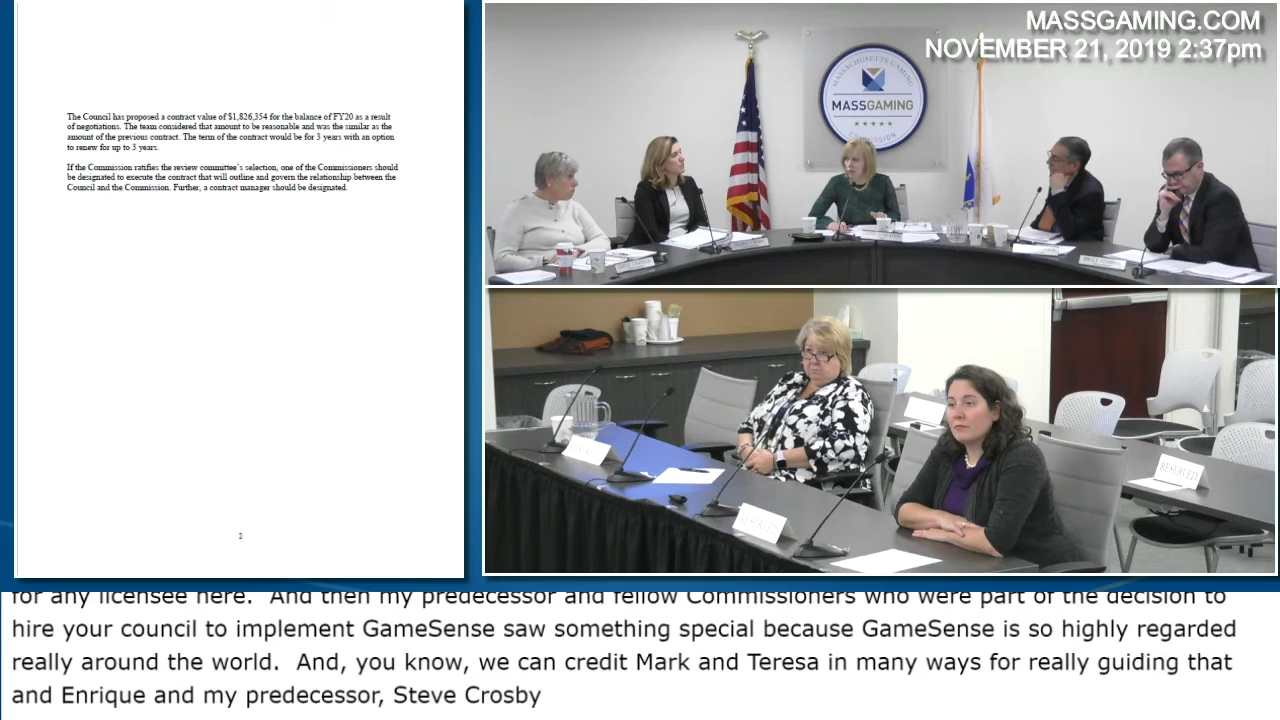 The Council has proposed a contract value of $1,826,354 for the balance of FY20 as a result
of negotiations. The team considered that amount to be reasonable and was the similar as the
amount of the previous contract. The term of the contract would be for 3 years with an option
to renew for up to 3 years.
If the Commission ratifies the review committee's selection, one of the Commissioners should
be designated to execute the contract that will outline and govern the relationship between the
Council and the Commission. Further, a contract manager should be designated.
2
MASSGAMING.COM
NOVEMBER 21, 2019 2:37pm
MASSACHUSETTS GAMING
MASSGAMING
COMMISSION
RESERVED
for any licensee here. And then my predecessor and fellow Commissioners who were part of the decision to
hire your council to implement GameSense saw something special because GameSense is so highly regarded
really around the world. And, you know, we can credit Mark and Teresa in many ways for really guiding that
and Enrique and my predecessor, Steve Crosby